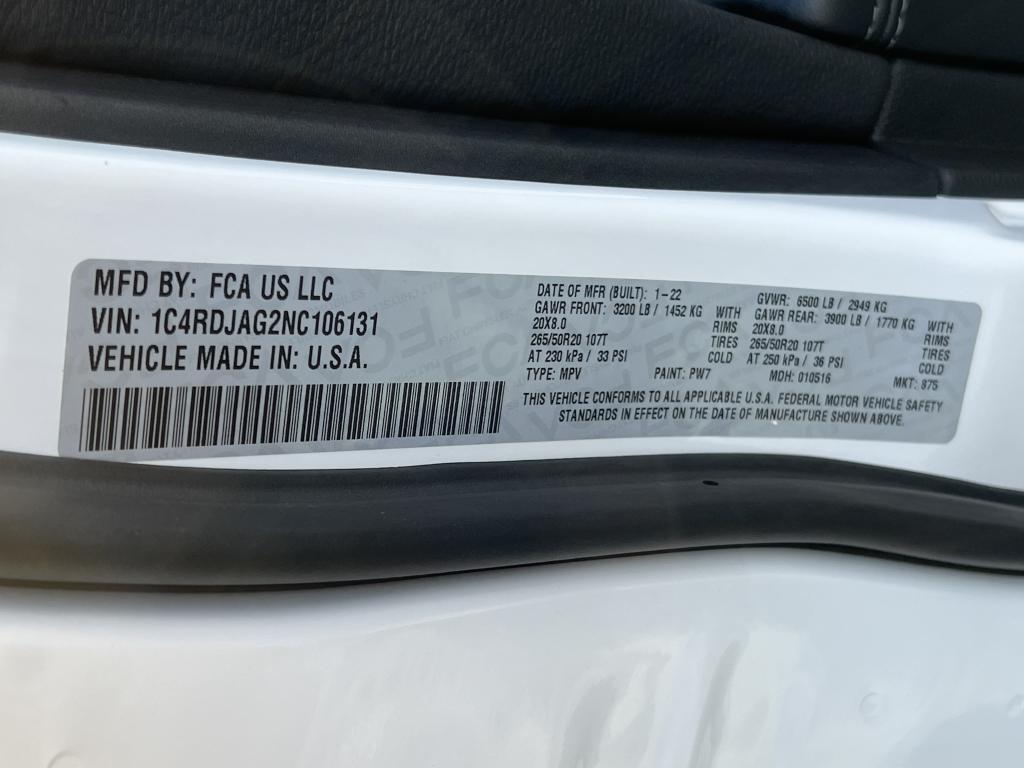 MFD BY: FCA US LLC
VIN: 1C4RDJAG2NC106131
VEHICLE MADE IN: U.S.A.
DATE OF MFR (BUILT): 1-22
GAWR FRONT: 3200 LB / 1452 KG WITH
20X8.0 RIMS
265/50R20 107T TIRES
AT 230 kPa / 33 PSI COLD
TYPE: MPV PAINT: PW7
GVWR: 6500 LB / 2949 KG
GAWR REAR: 3900 LB / 1770 KG WITH
20X8.0 RIMS
265/50R20 107T TIRES
AT 250 kPa / 36 PSI COLD
MDH: 010516 MKT: 875
THIS VEHICLE CONFORMS TO ALL APPLICABLE U.S.A. FEDERAL MOTOR VEHICLE SAFETY
STANDARDS IN EFFECT ON THE DATE OF MANUFACTURE SHOWN ABOVE.